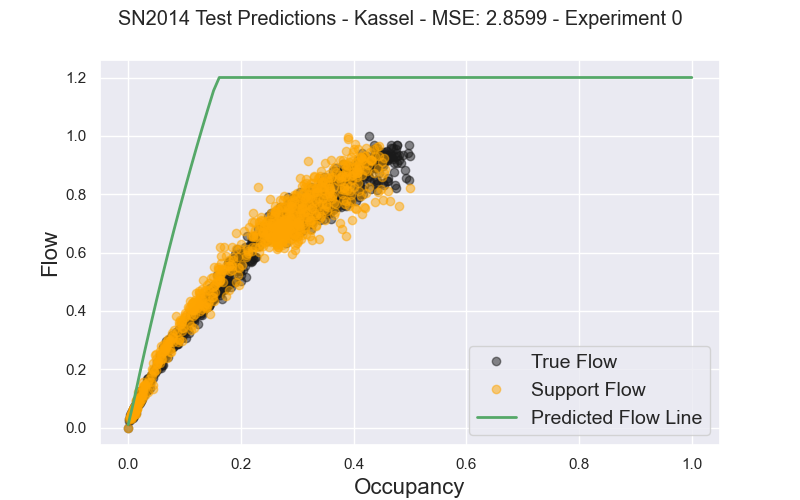 SN2014 Test Predictions - Kassel - MSE: 2.8599 - Experiment 0
1.2
1.0
0.8
0.6
0.4
0.2
0.0
Flow
True Flow
Support Flow
Predicted Flow Line
0.0 0.2 0.4 0.6 0.8 1.0
Occupancy